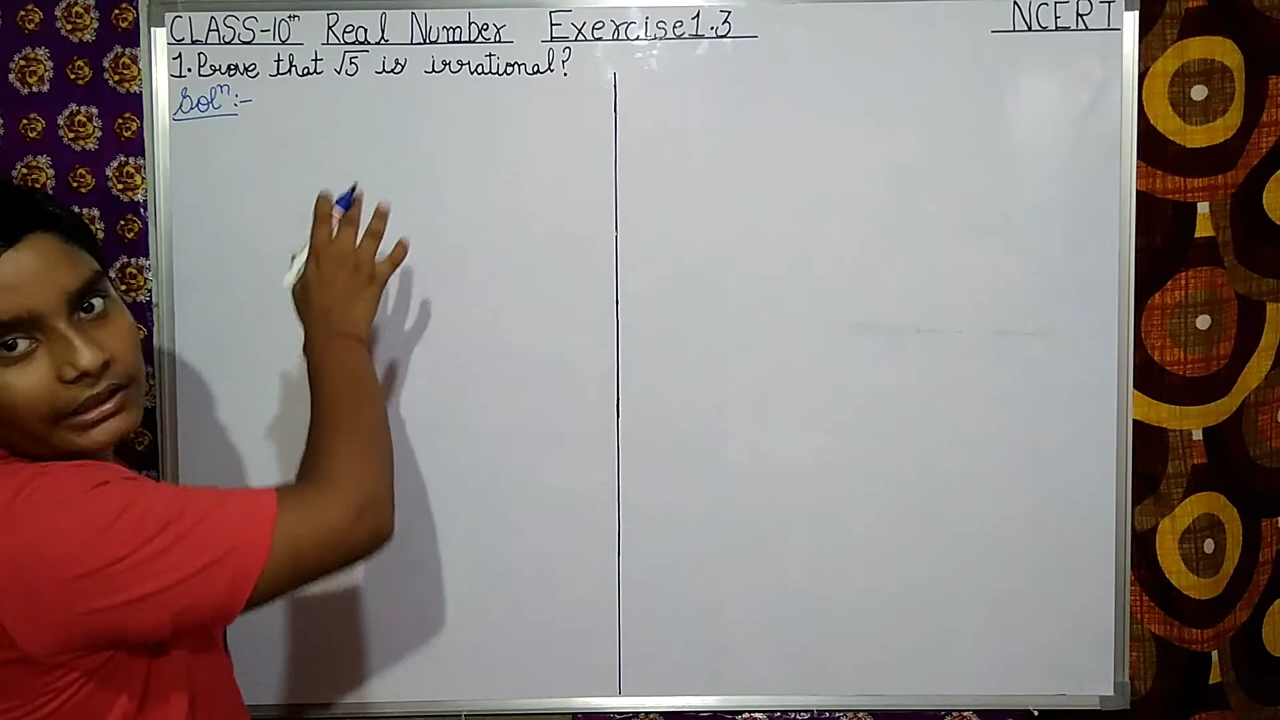 CLASS-10th Real Number Exercise 1.3 NCERT
1. Prove that √5 is irrational?
Solⁿ:-